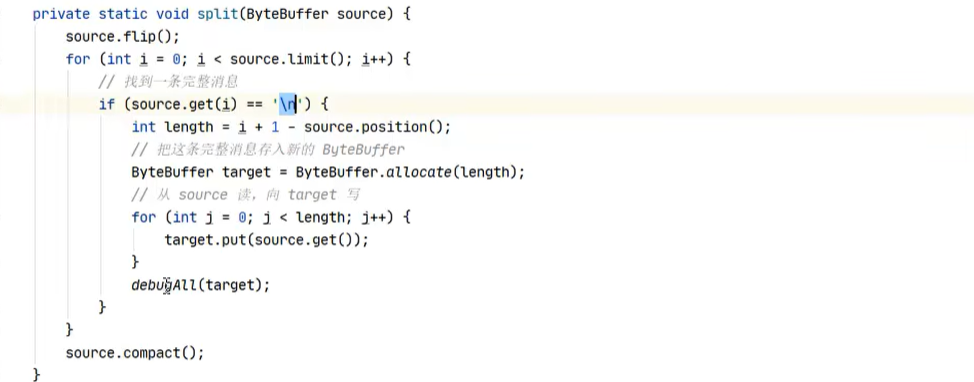 private static void split(ByteBuffer source) {
    source.flip();
    for (int i = 0; i < source.limit(); i++) {
        // 找到一条完整消息
        if (source.get(i) == '\n') {
            int length = i + 1 - source.position();
            // 把这条完整消息存入新的 ByteBuffer
            ByteBuffer target = ByteBuffer.allocate(length);
            // 从 source 读，向 target 写
            for (int j = 0; j < length; j++) {
                target.put(source.get());
            }
            debugAll(target);
        }
    }
    source.compact();
}